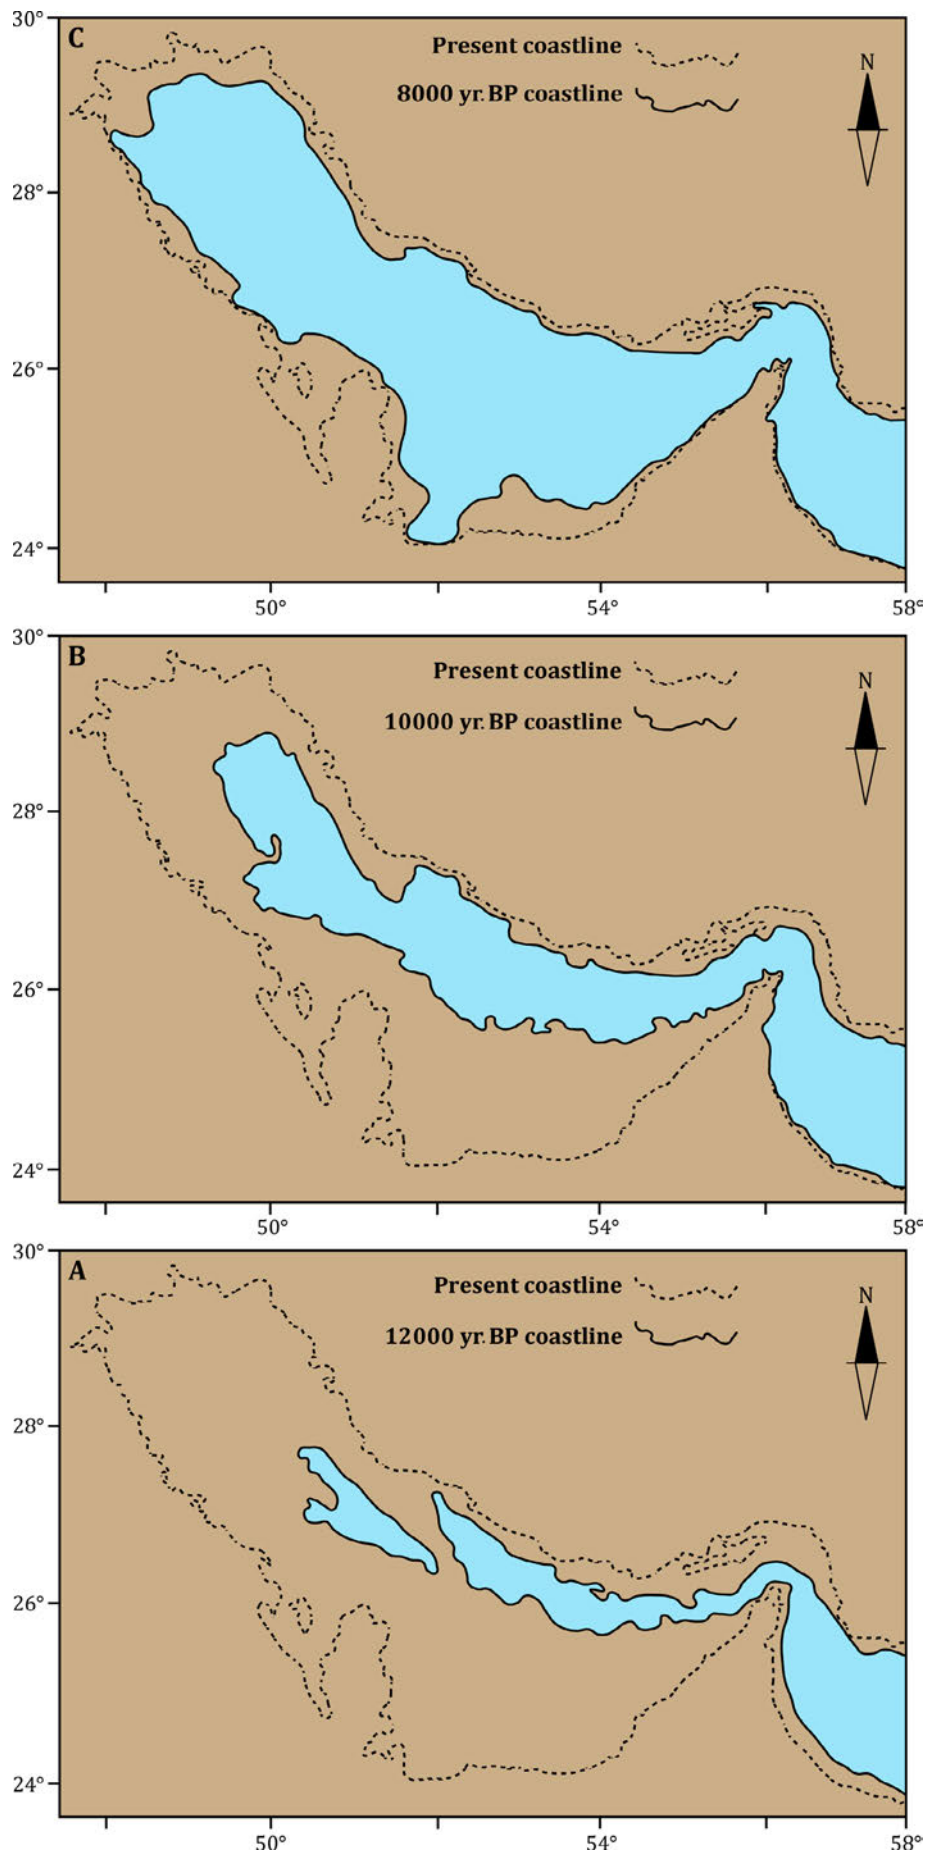 30°
C
Present coastline
8000 yr. BP coastline
N
28°
26°
24°
50°
54°
58°
30°
B
Present coastline
10000 yr. BP coastline
N
28°
26°
24°
50°
54°
58°
30°
A
Present coastline
12000 yr. BP coastline
N
28°
26°
24°
50°
54°
58°